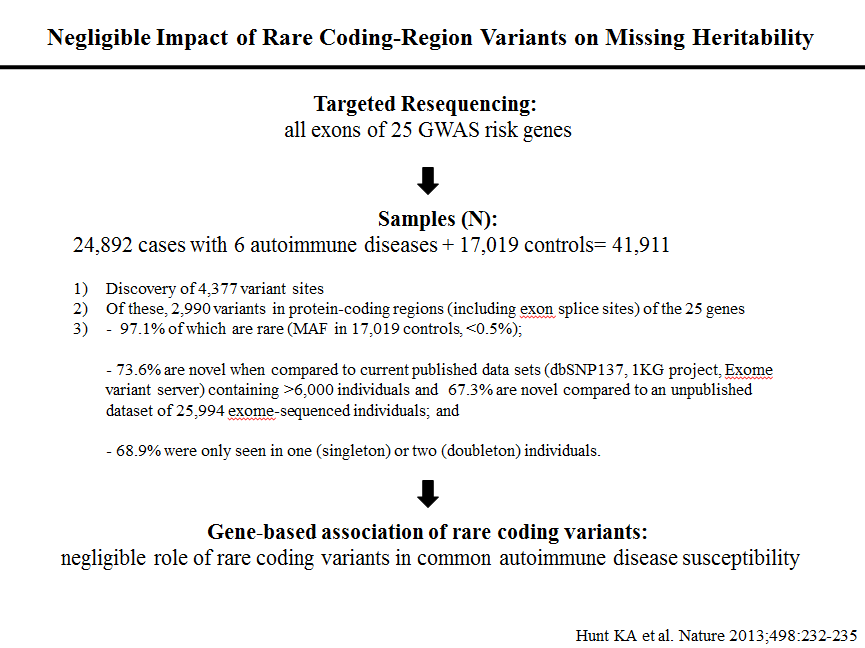 Negligible Impact of Rare Coding-Region Variants on Missing Heritability
Targeted Resequencing:
all exons of 25 GWAS risk genes
Samples (N):
24,892 cases with 6 autoimmune diseases + 17,019 controls= 41,911
1) Discovery of 4,377 variant sites
2) Of these, 2,990 variants in protein-coding regions (including exon splice sites) of the 25 genes
3) - 97.1% of which are rare (MAF in 17,019 controls, <0.5%);
- 73.6% are novel when compared to current published data sets (dbSNP137, 1KG project, Exome
variant server) containing >6,000 individuals and 67.3% are novel compared to an unpublished
dataset of 25,994 exome-sequenced individuals; and
- 68.9% were only seen in one (singleton) or two (doubleton) individuals.
Gene-based association of rare coding variants:
negligible role of rare coding variants in common autoimmune disease susceptibility
Hunt KA et al. Nature 2013;498:232-235